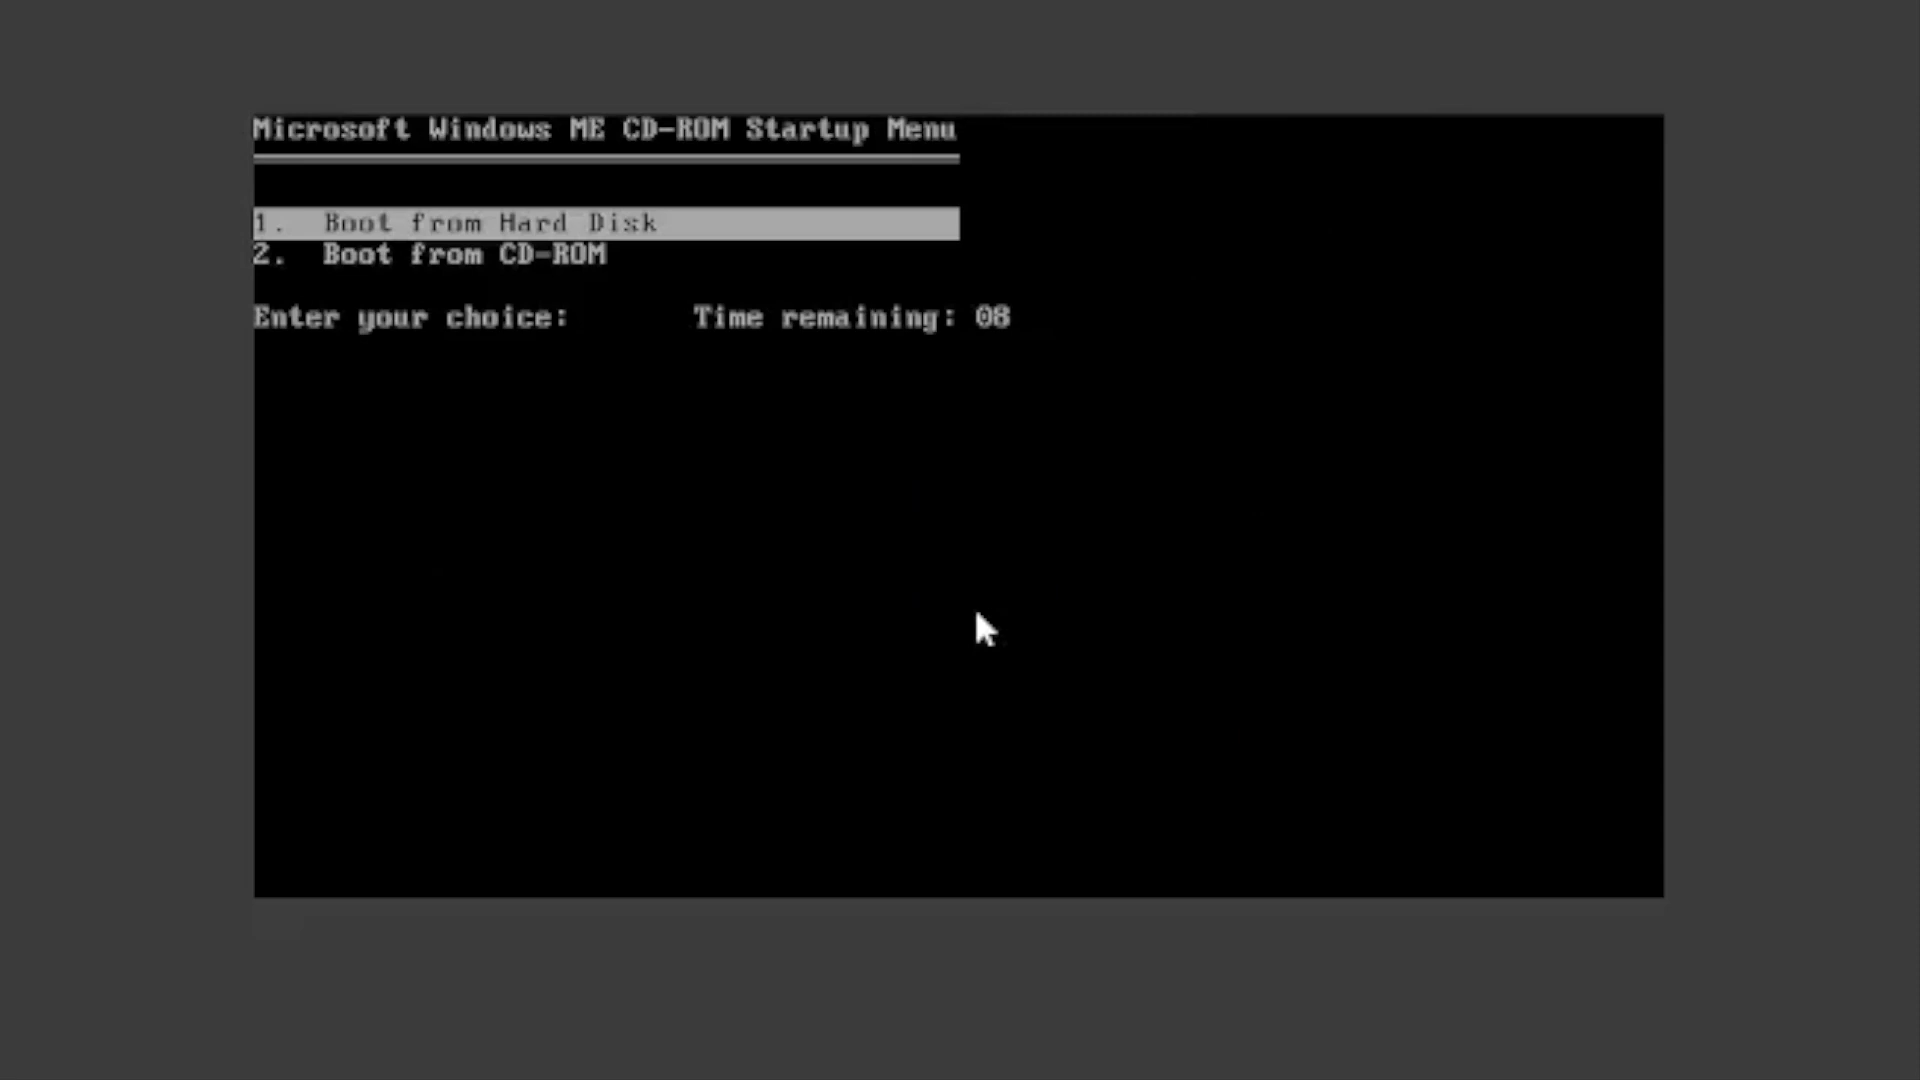 Microsoft Windows ME CD-ROM Startup Menu
1. Boot from Hard Disk
2. Boot from CD-ROM
Enter your choice: Time remaining: 08